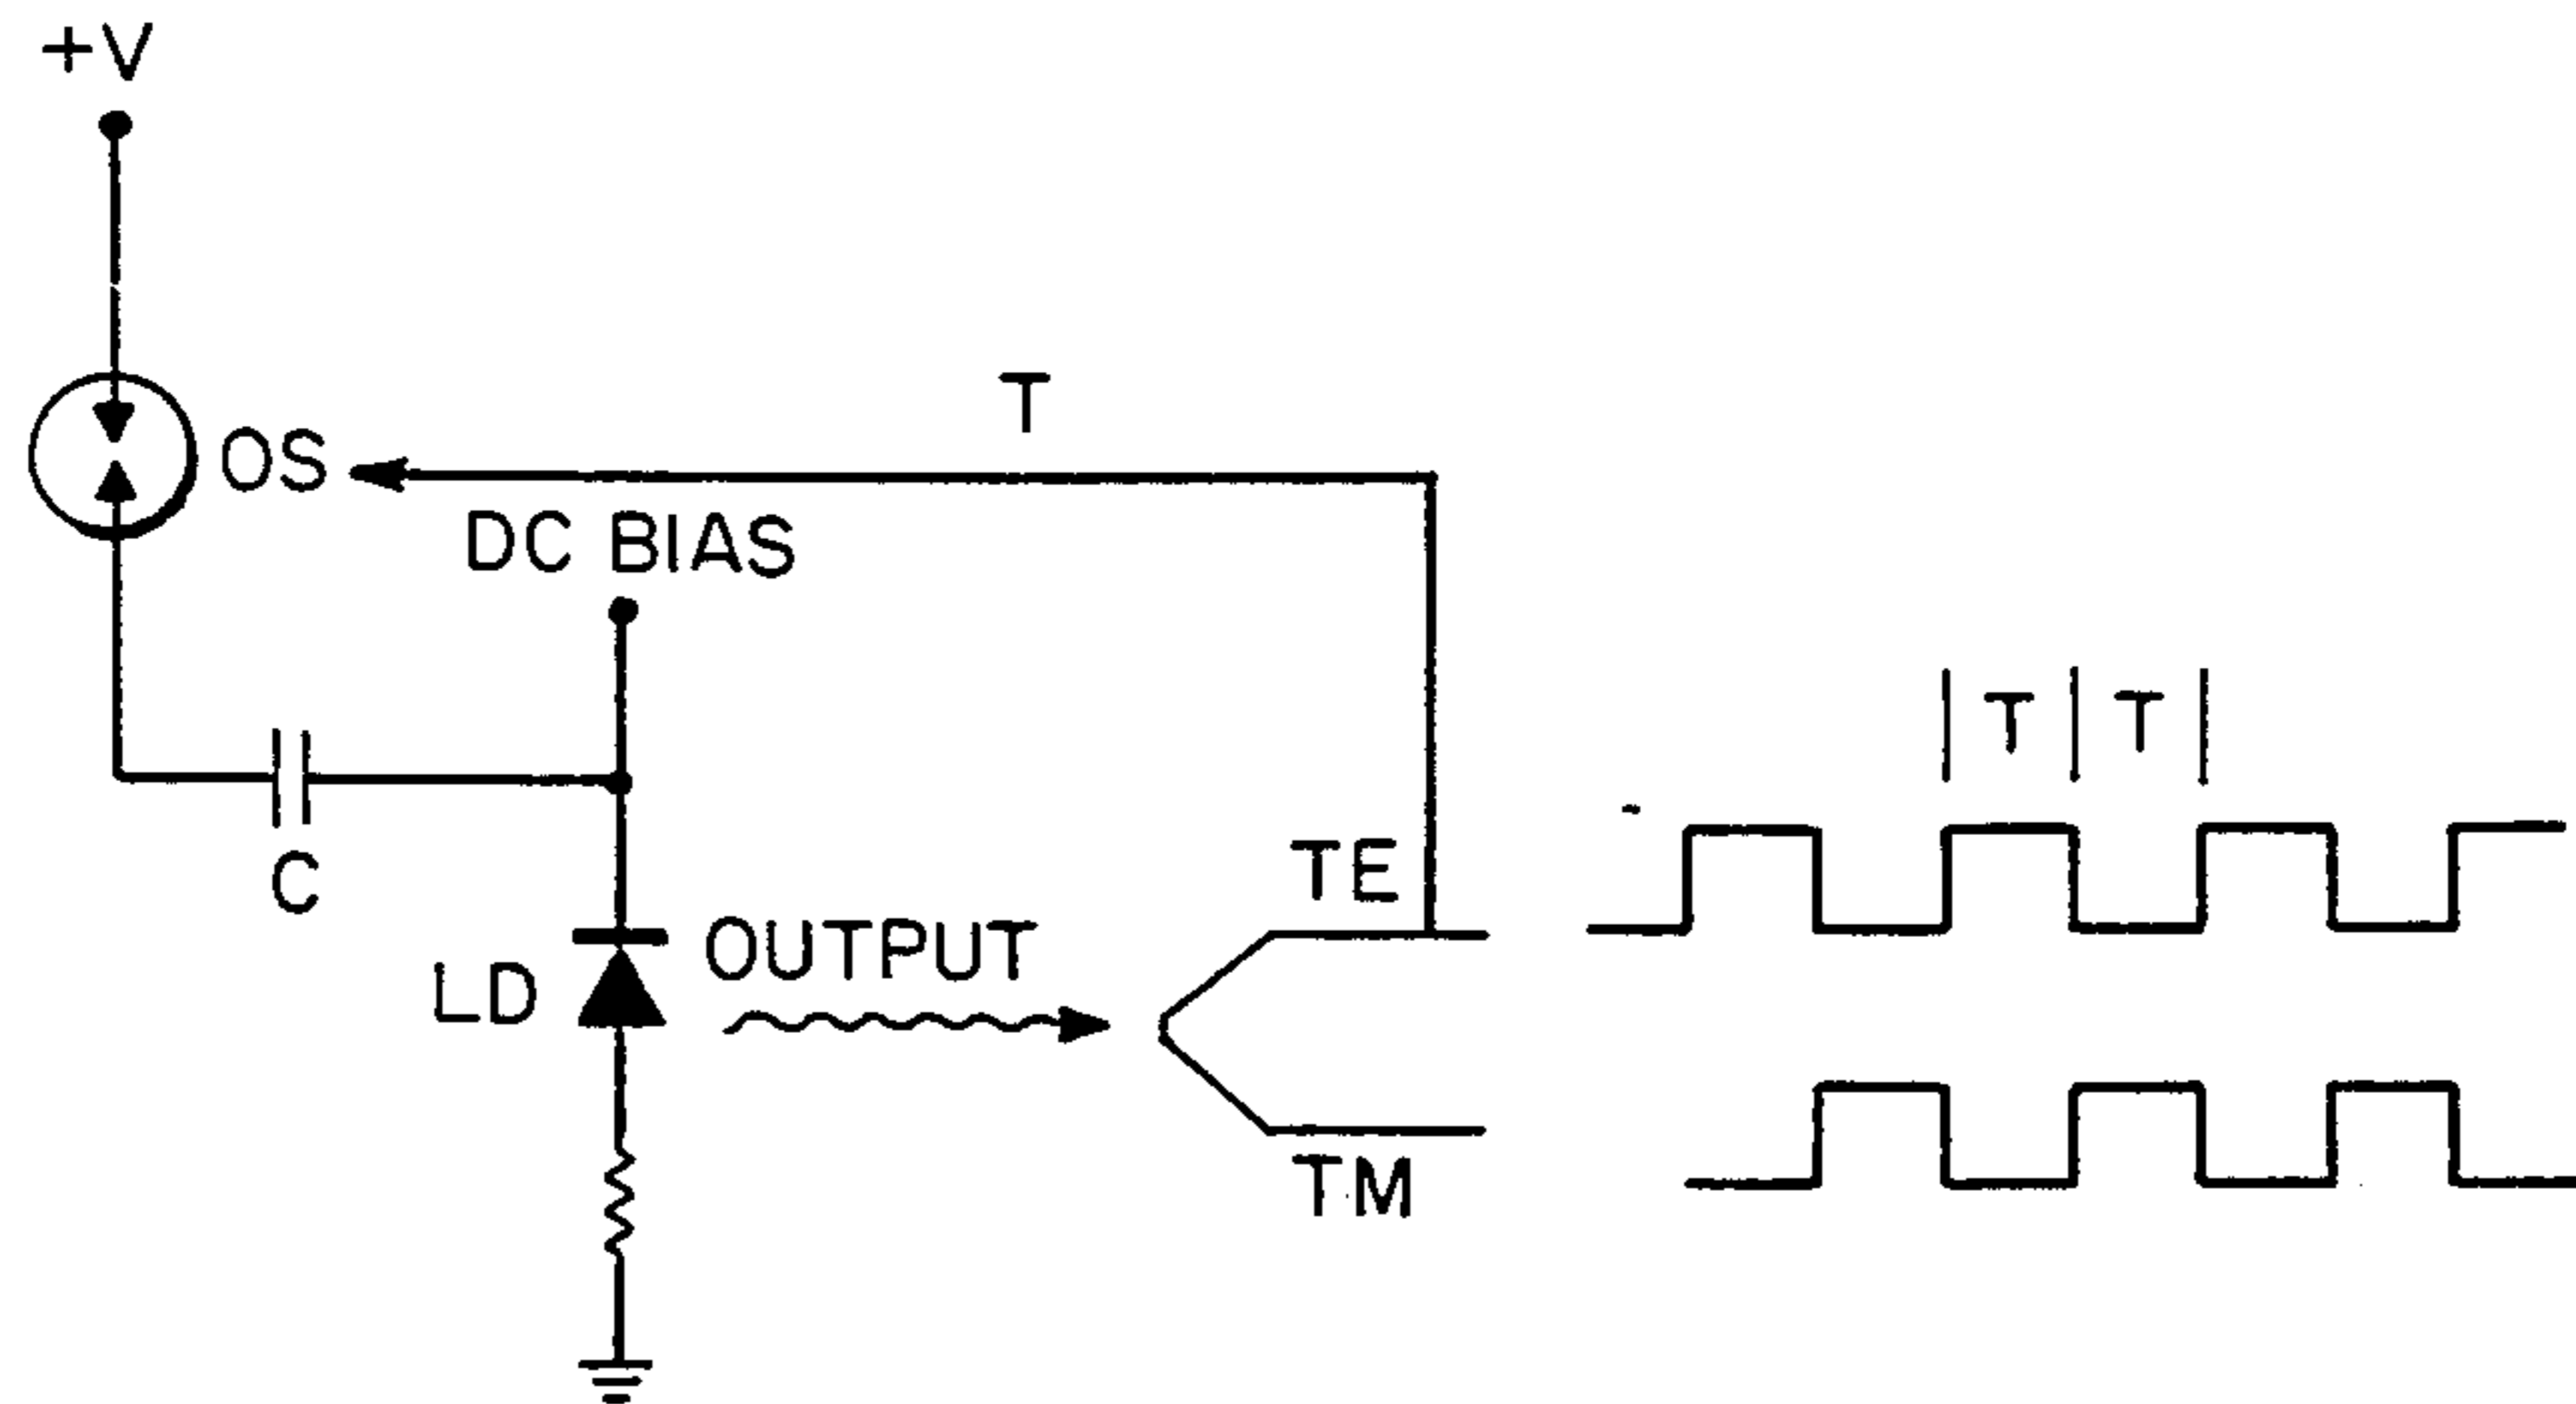 +V
OS
T
DC BIAS
C
LD
OUTPUT
TE
TM
T T